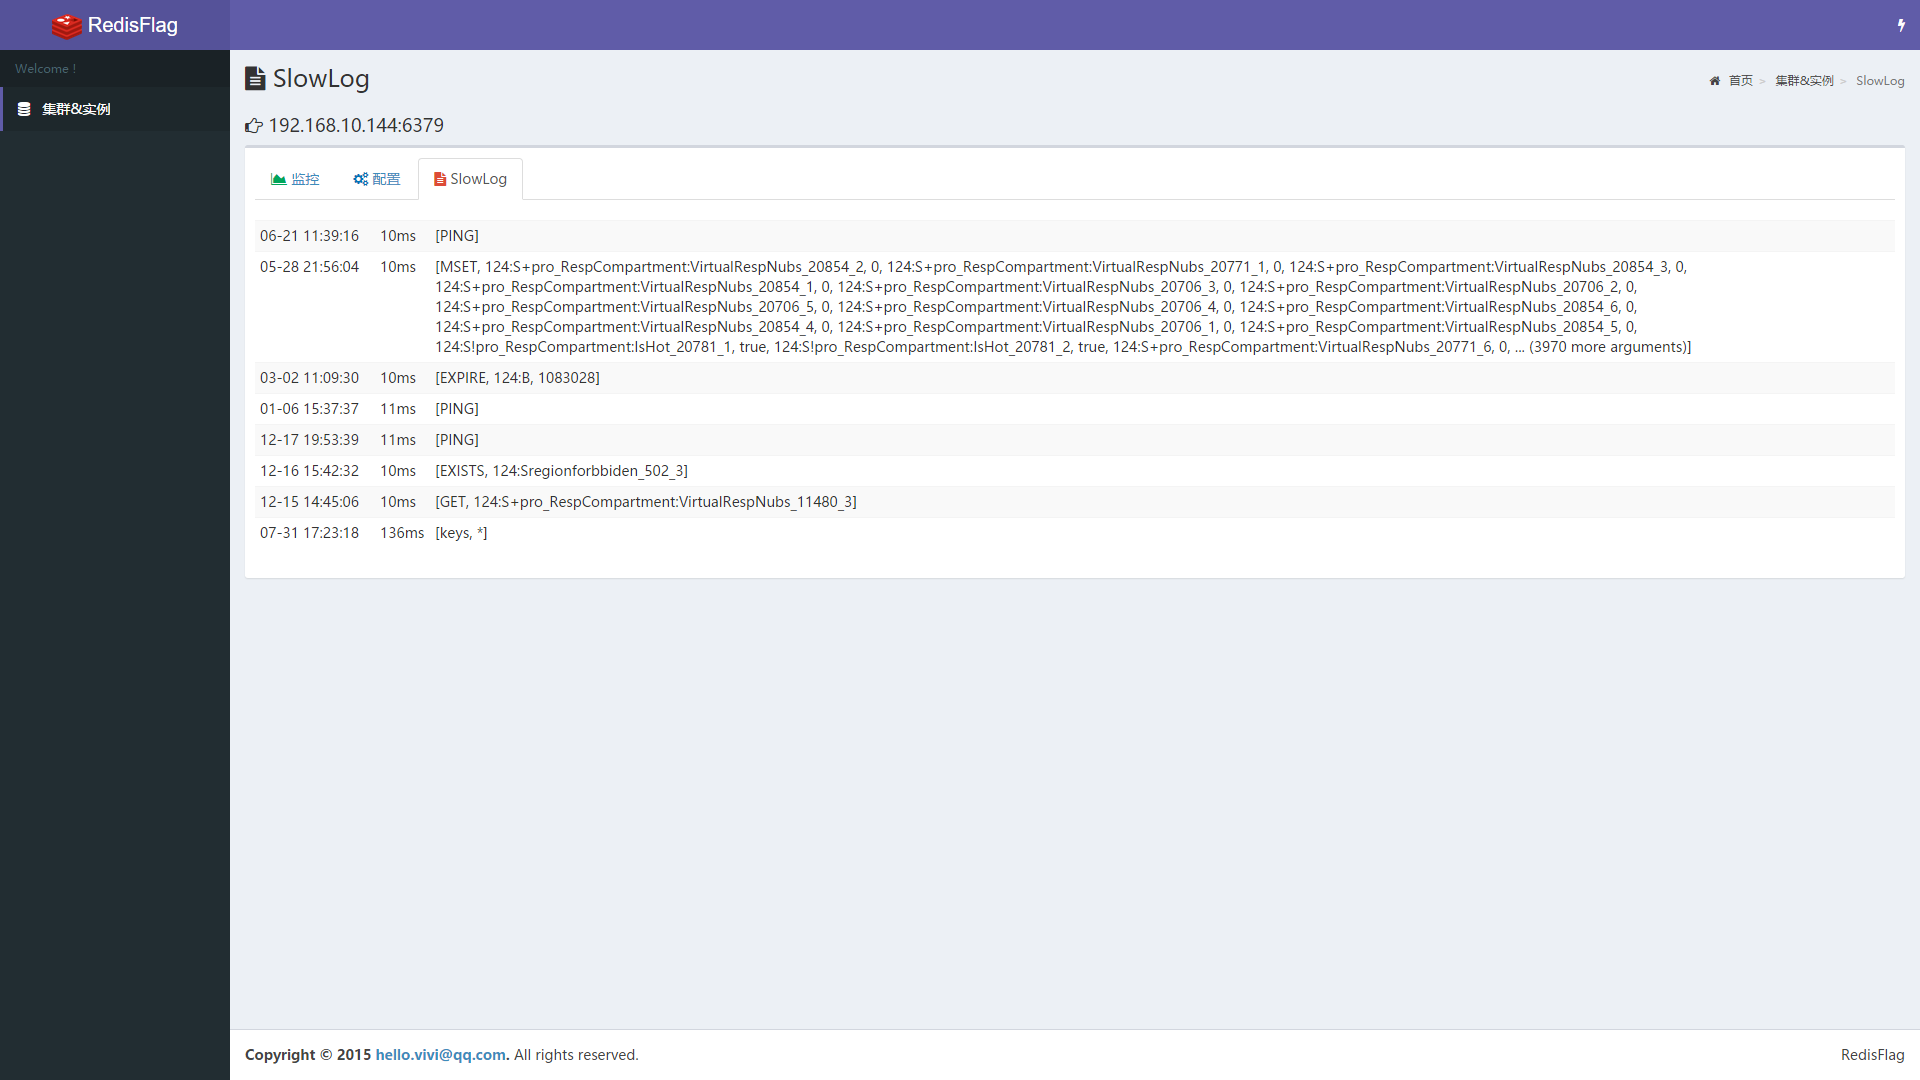 RedisFlag
Welcome !
集群&实例
SlowLog
首页 > 集群&实例 > SlowLog
192.168.10.144:6379
监控 配置 SlowLog
06-21 11:39:16 10ms [PING]
05-28 21:56:04 10ms [MSET, 124:S+pro_RespCompartment:VirtualRespNubs_20854_2, 0, 124:S+pro_RespCompartment:VirtualRespNubs_20771_1, 0, 124:S+pro_RespCompartment:VirtualRespNubs_20854_3, 0,
124:S+pro_RespCompartment:VirtualRespNubs_20854_1, 0, 124:S+pro_RespCompartment:VirtualRespNubs_20706_3, 0, 124:S+pro_RespCompartment:VirtualRespNubs_20706_2, 0,
124:S+pro_RespCompartment:VirtualRespNubs_20706_5, 0, 124:S+pro_RespCompartment:VirtualRespNubs_20706_4, 0, 124:S+pro_RespCompartment:VirtualRespNubs_20854_6, 0,
124:S+pro_RespCompartment:VirtualRespNubs_20854_4, 0, 124:S+pro_RespCompartment:VirtualRespNubs_20706_1, 0, 124:S+pro_RespCompartment:VirtualRespNubs_20854_5, 0,
124:S!pro_RespCompartment:IsHot_20781_1, true, 124:S!pro_RespCompartment:IsHot_20781_2, true, 124:S+pro_RespCompartment:VirtualRespNubs_20771_6, 0, ... (3970 more arguments)]
03-02 11:09:30 10ms [EXPIRE, 124:B, 1083028]
01-06 15:37:37 11ms [PING]
12-17 19:53:39 11ms [PING]
12-16 15:42:32 10ms [EXISTS, 124:Sregionforbbiden_502_3]
12-15 14:45:06 10ms [GET, 124:S+pro_RespCompartment:VirtualRespNubs_11480_3]
07-31 17:23:18 136ms [keys, *]
Copyright © 2015 hello.vivi@qq.com. All rights reserved.
RedisFlag